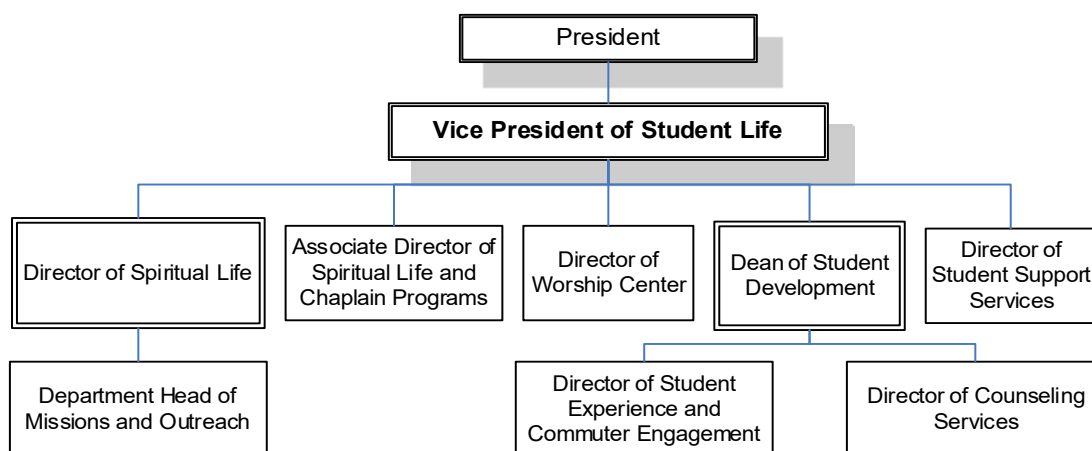 President
Vice President of Student Life
Director of Spiritual Life
Associate Director of
Spiritual Life and
Chaplain Programs
Director of
Worship Center
Dean of Student
Development
Director of
Student Support
Services
Department Head of
Missions and Outreach
Director of Student
Experience and
Commuter Engagement
Director of Counseling
Services